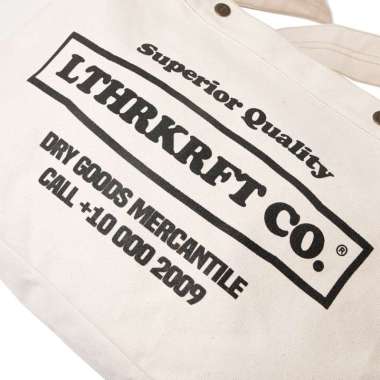 Superior Quality
LTHRKRFT CO.®
DRY GOODS MERCANTILE
CALL +10 000 2009